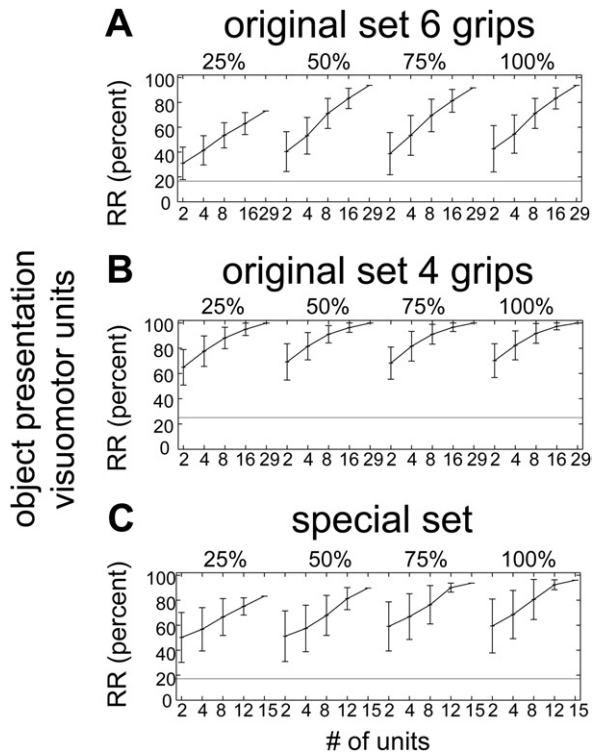 A original set 6 grips
25% 50% 75% 100%
RR (percent)
100
80
60
40
20
0
2 4 8 16 29 2 4 8 16 29 2 4 8 16 29 2 4 8 16 29
object presentation
visuomotor units
B original set 4 grips
25% 50% 75% 100%
RR (percent)
100
80
60
40
20
0
2 4 8 16 29 2 4 8 16 29 2 4 8 16 29 2 4 8 16 29
C special set
25% 50% 75% 100%
RR (percent)
100
80
60
40
20
0
2 4 8 12 15 2 4 8 12 15 2 4 8 12 15 2 4 8 12 15
# of units